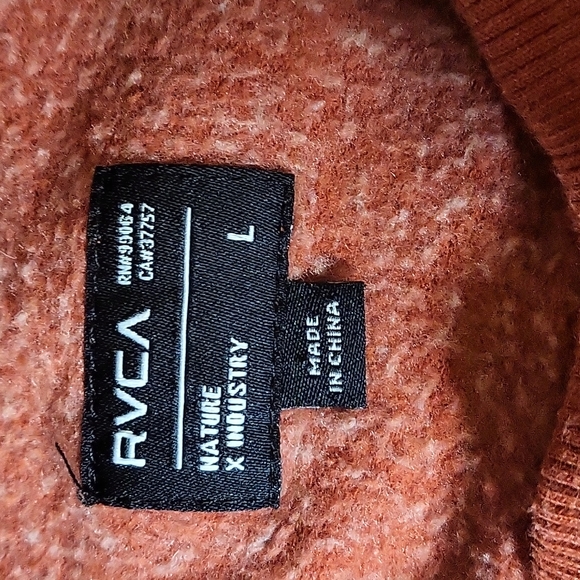 RVCA
RN#99064
CA#37757
NATURE
X INDUSTRY
L
MADE
IN CHINA